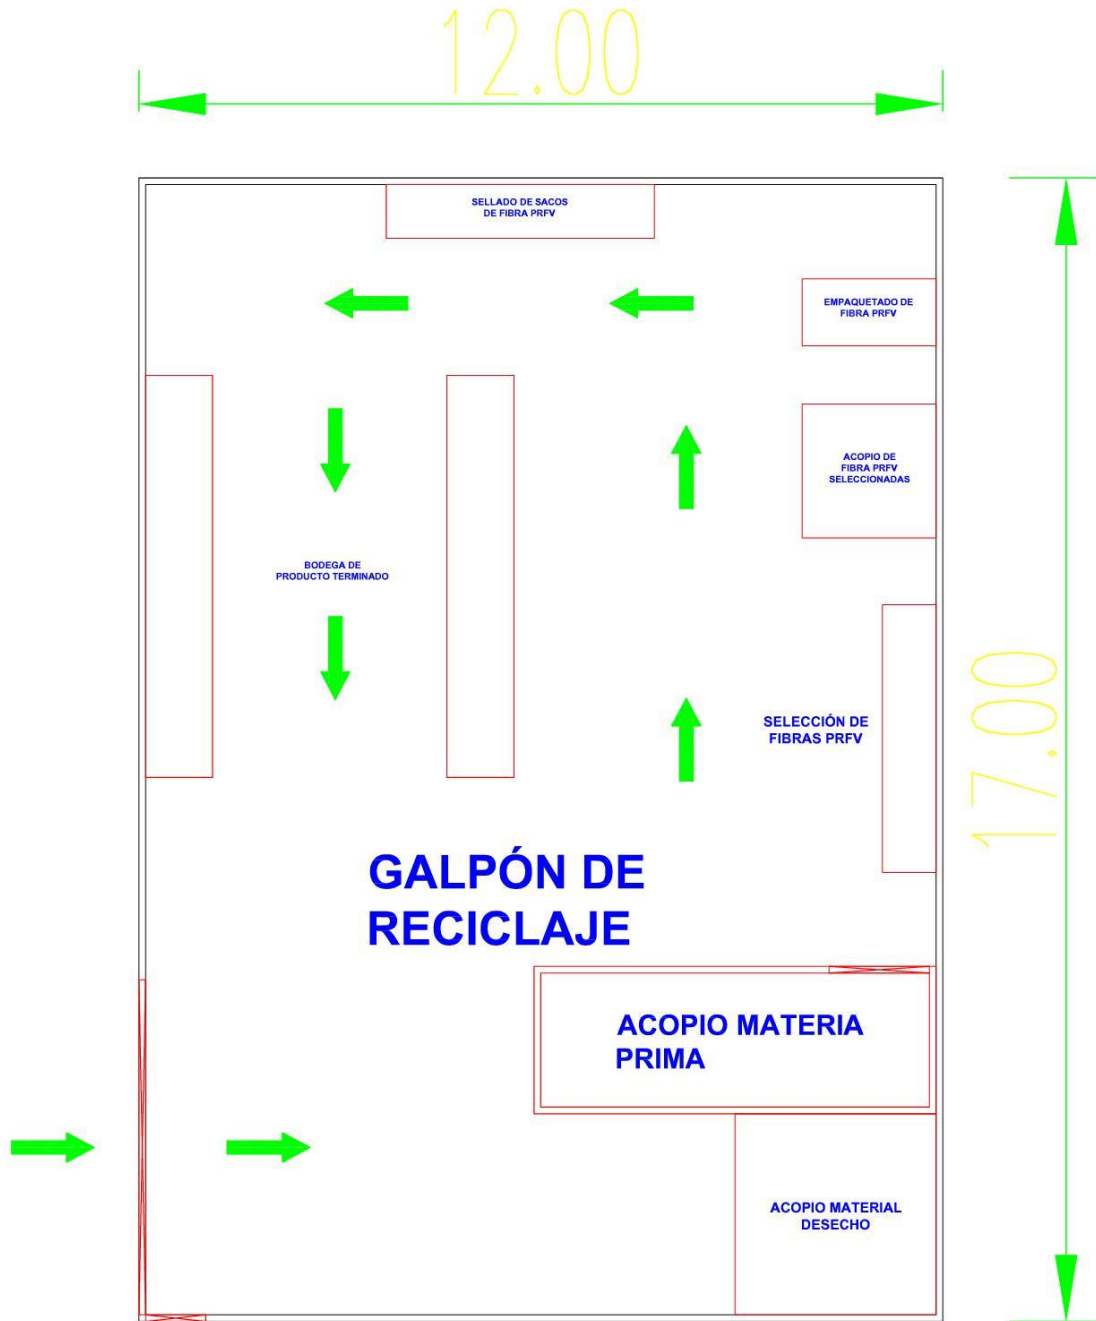 12.00
SELLADO DE SACOS
DE FIBRA PRFV
EMPAQUETADO DE
FIBRA PRFV
ACOPIO DE
FIBRA PRFV
SELECCIONADAS
BODEGA DE
PRODUCTO TERMINADO
SELECCIÓN DE
FIBRAS PRFV
17.00
GALPÓN DE
RECICLAJE
ACOPIO MATERIA
PRIMA
ACOPIO MATERIAL
DESECHO